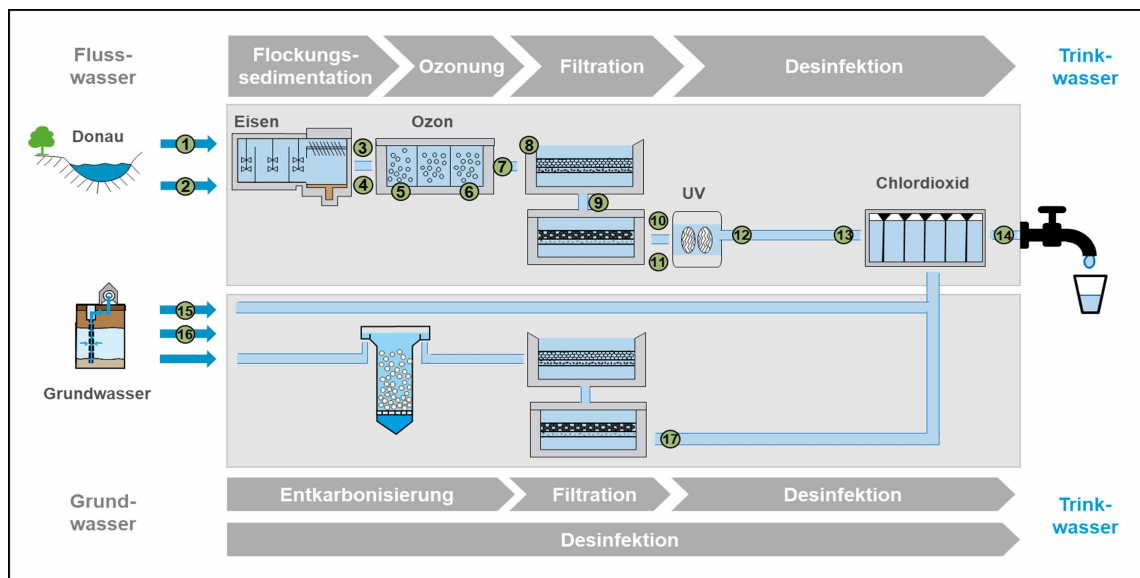 Fluss-
wasser
Flockungs-
sedimentation
Ozonung
Filtration
Desinfektion
Trink-
wasser
Donau
Eisen
Ozon
UV
Chlordioxid
1
2
3
4
5
6
7
8
9
10
11
12
13
14
15
16
Grundwasser
17
Grund-
wasser
Entkarbonisierung
Filtration
Desinfektion
Trink-
wasser
Desinfektion